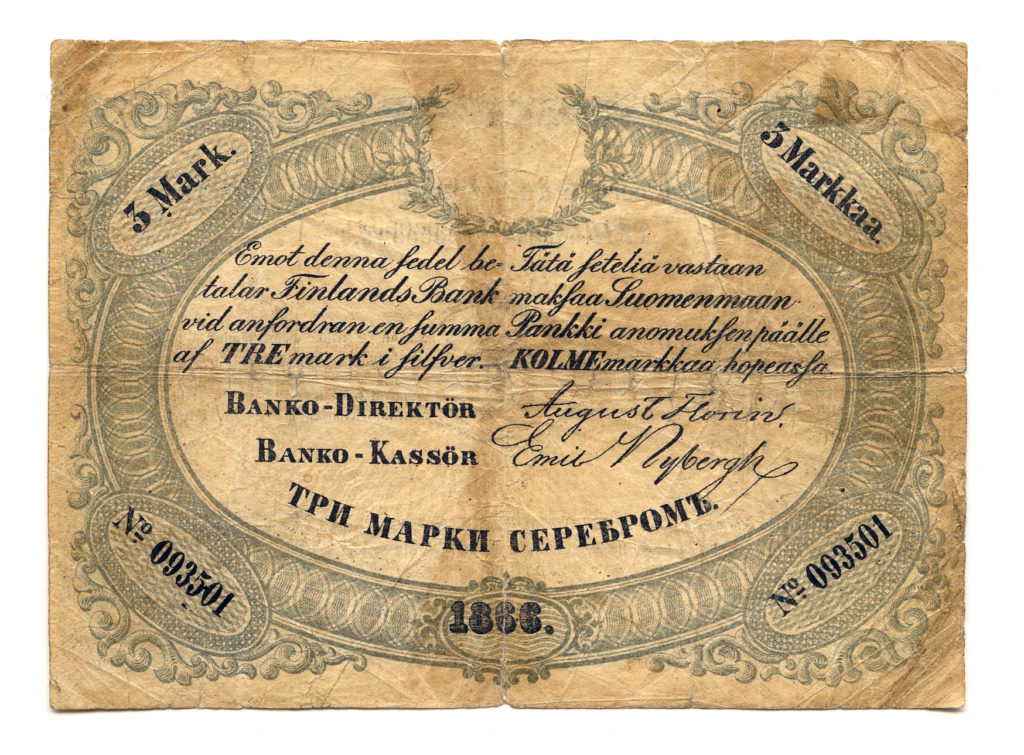 3 Mark.
3 Markkaa.
Emot denna sedel be-
talar Finlands Bank
vid anfordran en summa
af TRE mark i silfver.
Tätä seteliä vastaan
maksaa Suomenmaan
Pankki anomuksen päälle
KOLME markkaa hopeassa.
BANKO-DIREKTÖR August Florin.
BANKO-KASSÖR Emil Nybergh
ТРИ МАРКИ СЕРЕБРОМЪ.
No 093501
No 093501
1866.